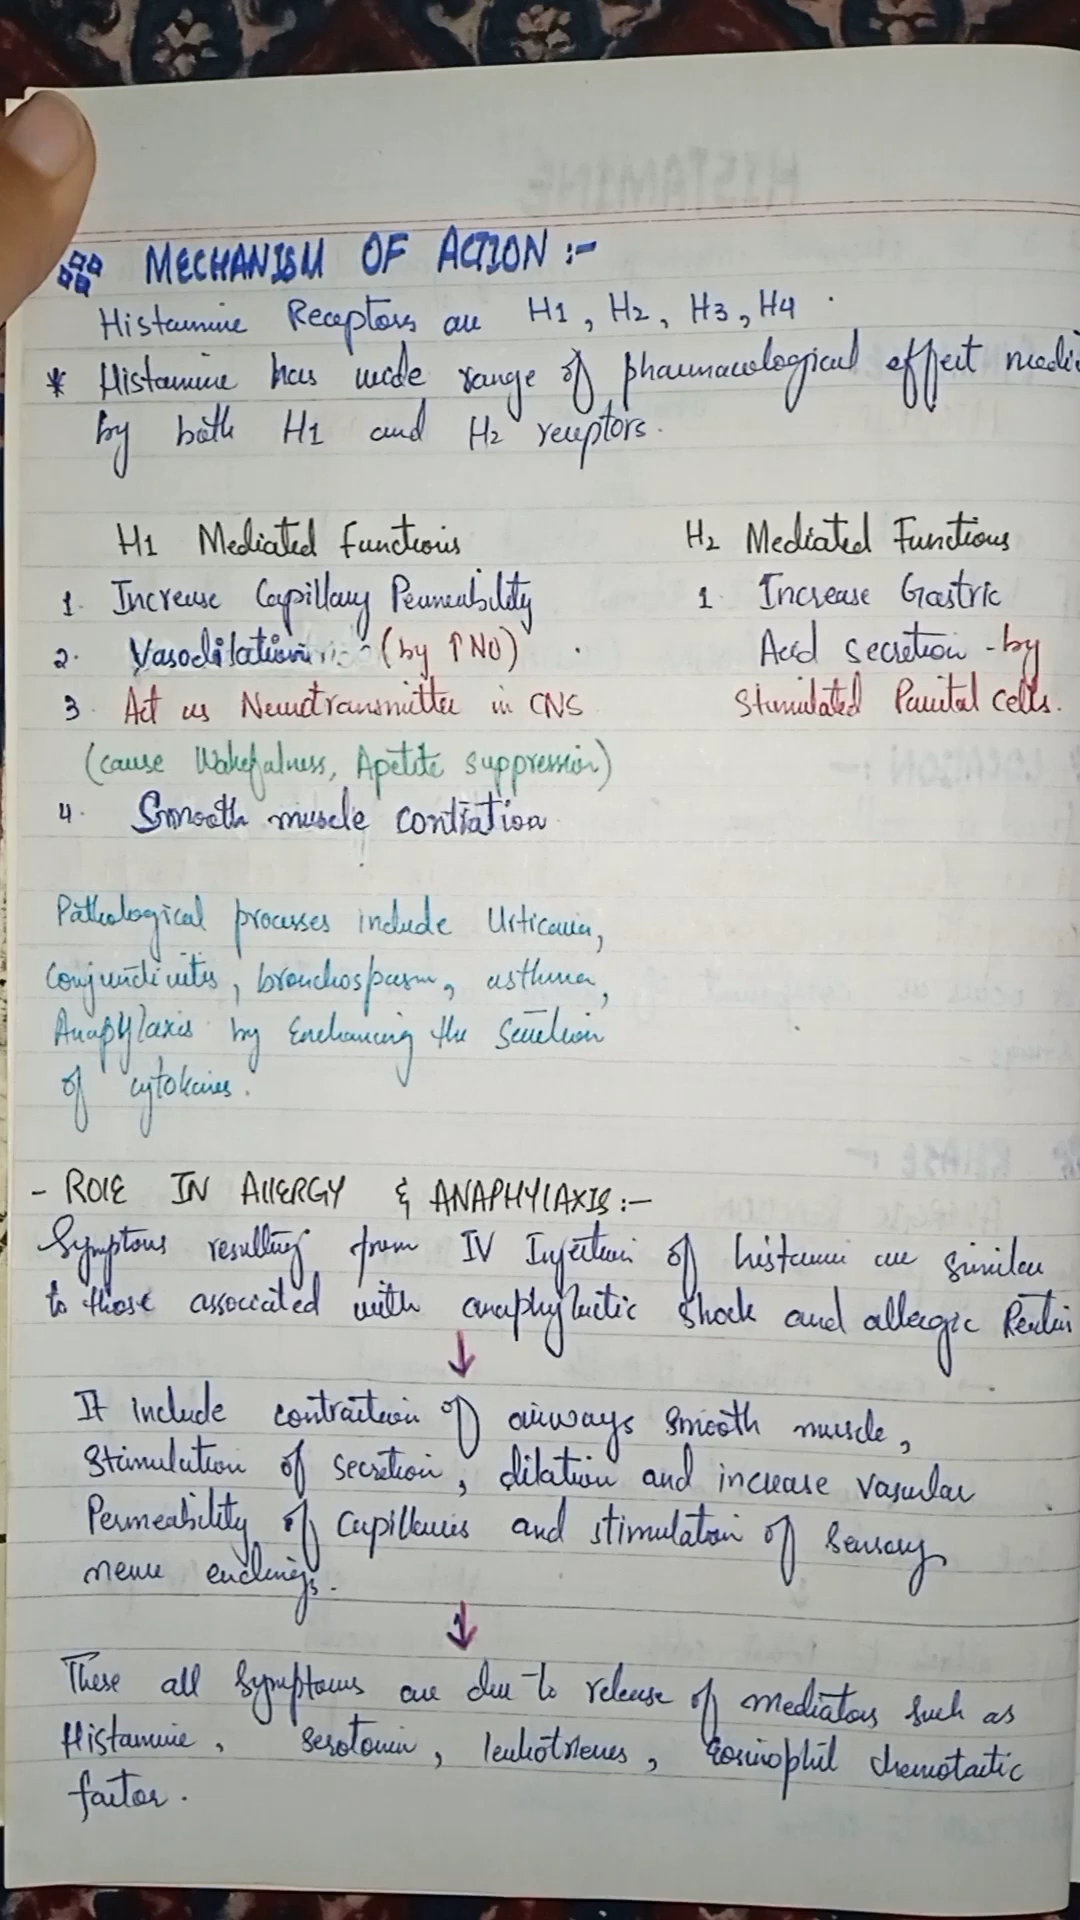 MECHANISM OF ACTION :-
Histamine Receptors are H1, H2, H3, H4.
* Histamine has wide range of pharmacological effect medi
by both H1 and H2 receptors.
H1 Mediated functions
1. Increase Capillary Permeability
2. Vasodilation (by ↑NO)
3. Act as Neurotransmitter in CNS
(cause Wakefulness, Apetite suppression)
4. Smooth muscle contration
H2 Mediated Functions
1. Increase Gastric
Acid secretion - by
Stimulated Parital cells.
Pathological processes include Urticaria,
Conjunctivitis, bronchospasm, asthma,
Anaphylaxis by Enchancing the Secretion
of cytokines.
- ROLE IN ALLERGY & ANAPHYLAXIS :-
Symptons resulting from IV Injection of histamine are similar
to those associated with anaphylactic Shock and allergic
↓
It include contraction of airways smooth muscle,
Stimulation of secretion, dilation and increase vascular
Permeability of Capillaries and stimulation of Sensory
nerve endings.
↓
These all Symptoms are due to release of mediators such as
Histamine, serotonin, leukotrienes, Eosinophil chemotactic
factor.